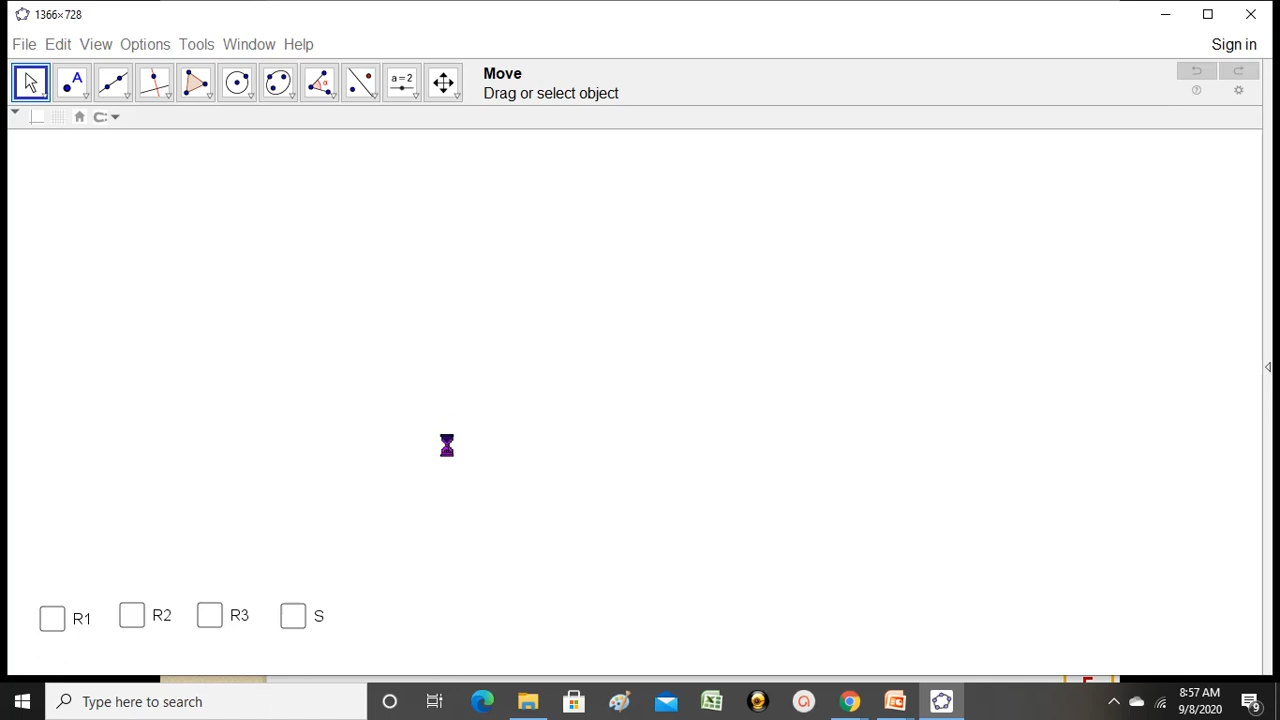 1366×728
File Edit View Options Tools Window Help Sign in
A α a=2 Move
Drag or select object
R1 R2 R3 S
Type here to search
8:57 AM
9/8/2020
9